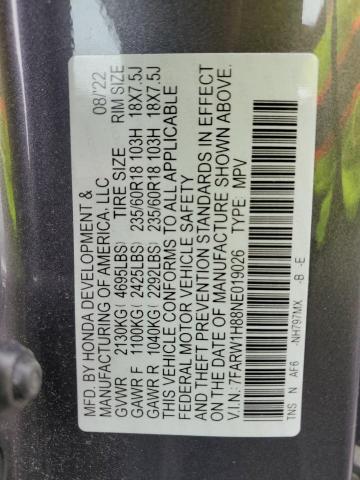 MFD. BY HONDA DEVELOPMENT & 08/'22
MANUFACTURING OF AMERICA, LLC
TIRE SIZE RIM SIZE
GVWR 2130KG( 4695LBS)
GAWR F 1100KG( 2425LBS) 235/60R18 103H 18X7.5J
GAWR R 1040KG( 2292LBS) 235/60R18 103H 18X7.5J
THIS VEHICLE CONFORMS TO ALL APPLICABLE
FEDERAL MOTOR VEHICLE SAFETY
AND THEFT PREVENTION STANDARDS IN EFFECT
ON THE DATE OF MANUFACTURE SHOWN ABOVE.
V.I.N.: 7FARW1H88NE019026 TYPE: MPV
TNS N AF6 -NH797MX -B -E